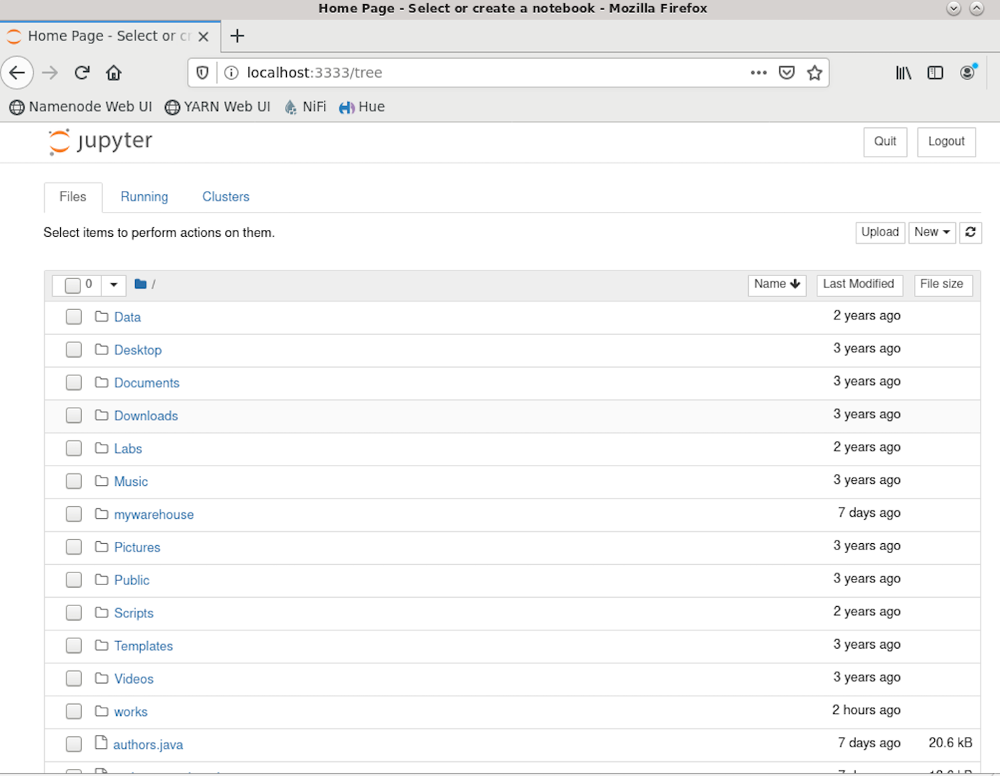 Home Page - Select or create a notebook - Mozilla Firefox
Home Page - Select or cr
localhost:3333/tree
Namenode Web UI YARN Web UI NiFi Hue
jupyter Quit Logout
Files Running Clusters
Select items to perform actions on them. Upload New
0 / Name Last Modified File size
Data 2 years ago
Desktop 3 years ago
Documents 3 years ago
Downloads 3 years ago
Labs 2 years ago
Music 3 years ago
mywarehouse 7 days ago
Pictures 3 years ago
Public 3 years ago
Scripts 2 years ago
Templates 3 years ago
Videos 3 years ago
works 2 hours ago
authors.java 7 days ago 20.6 kB